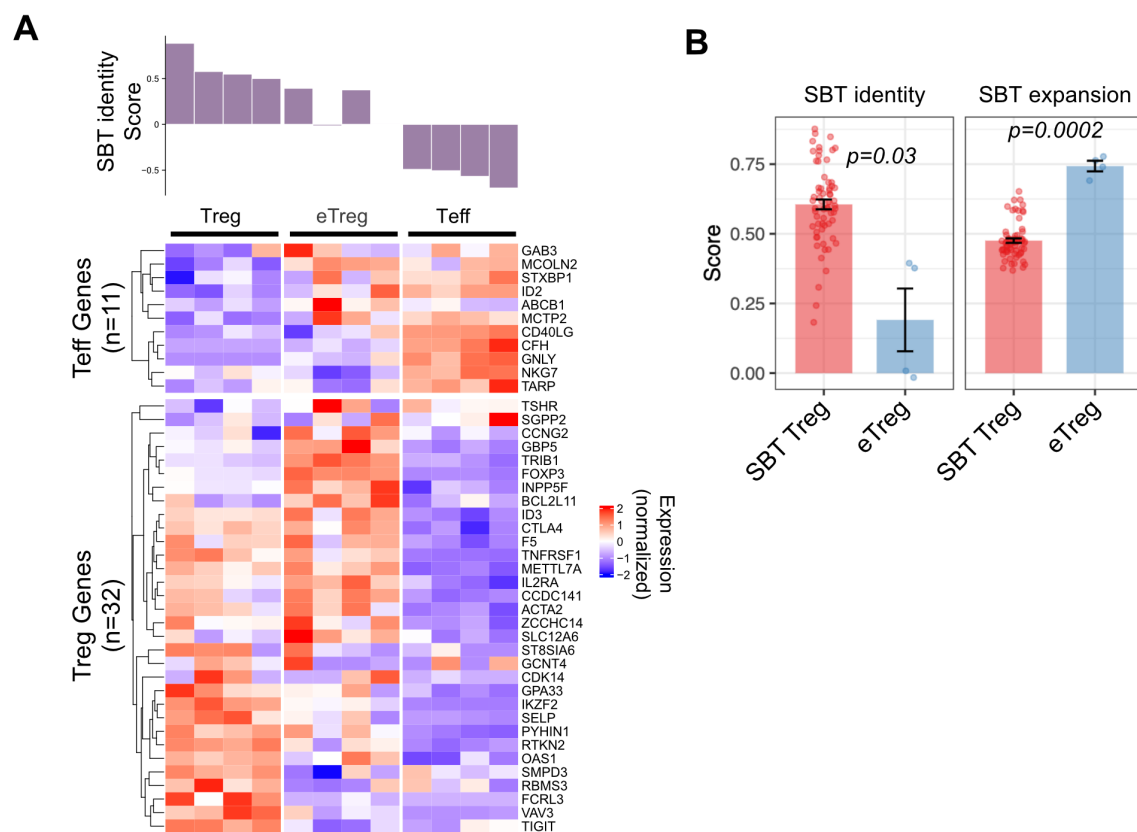 A
SBT identity
Score
0.5
0
−0.5
Treg
eTreg
Teff
Teff Genes
(n=11)
GAB3
MCOLN2
STXBP1
ID2
ABCB1
MCTP2
CD40LG
CFH
GNLY
NKG7
TARP
Treg Genes
(n=32)
TSHR
SGPP2
CCNG2
GBP5
TRIB1
FOXP3
INPP5F
BCL2L11
ID3
CTLA4
F5
TNFRSF1
METTL7A
IL2RA
CCDC141
ACTA2
ZCCHC14
SLC12A6
ST8SIA6
GCNT4
CDK14
GPA33
IKZF2
SELP
PYHIN1
RTKN2
OAS1
SMPD3
RBMS3
FCRL3
VAV3
TIGIT
2
1
0
−1
−2
Expression
(normalized)
B
SBT identity
SBT expansion
p=0.03
p=0.0002
Score
0.75
0.50
0.25
0.00
SBT Treg
eTreg
SBT Treg
eTreg